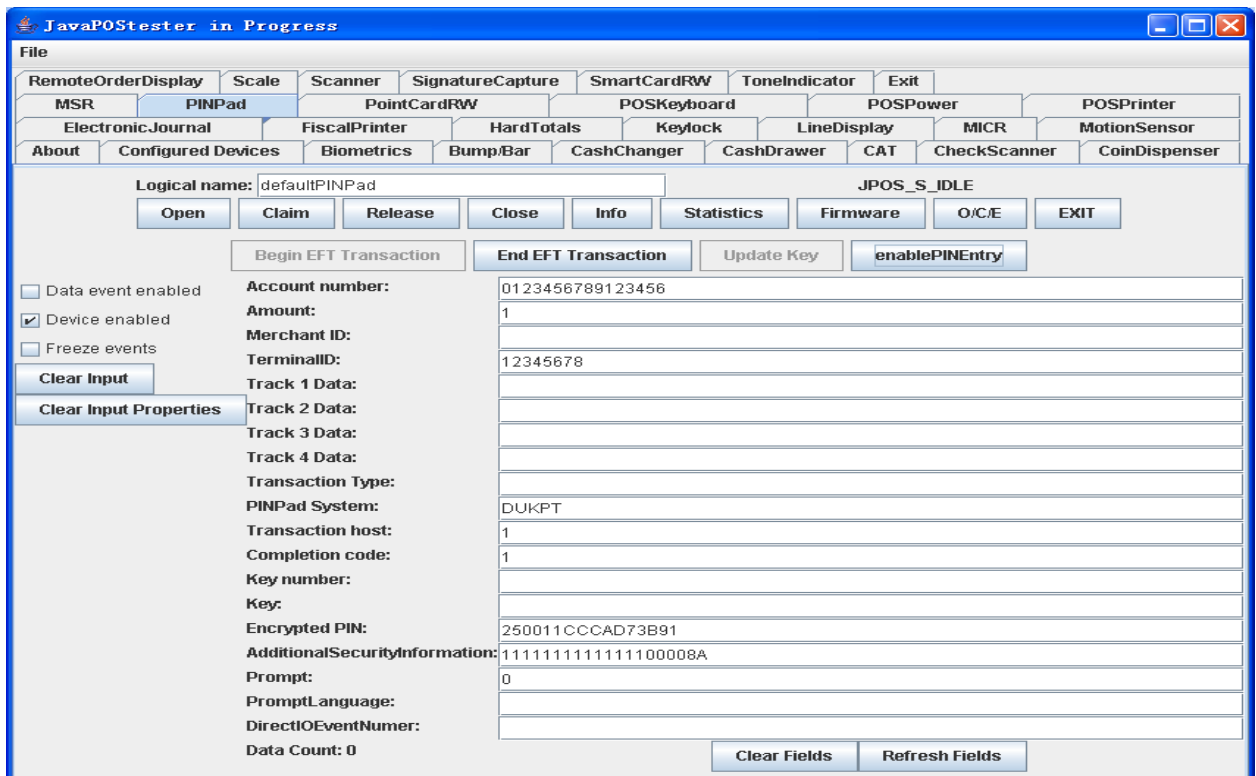 JavaPOStester in Progress
File
RemoteOrderDisplay Scale Scanner SignatureCapture SmartCardRW ToneIndicator Exit
MSR PINPad PointCardRW POSKeyboard POSPower POSPrinter
ElectronicJournal FiscalPrinter HardTotals Keylock LineDisplay MICR MotionSensor
About Configured Devices Biometrics Bump/Bar CashChanger CashDrawer CAT CheckScanner CoinDispenser
Logical name: defaultPINPad JPOS_S_IDLE
Open Claim Release Close Info Statistics Firmware O/C/E EXIT
Begin EFT Transaction End EFT Transaction Update Key enablePINEntry
Data event enabled
Device enabled
Freeze events
Clear Input
Clear Input Properties
Account number: 0123456789123456
Amount: 1
Merchant ID:
TerminalID: 12345678
Track 1 Data:
Track 2 Data:
Track 3 Data:
Track 4 Data:
Transaction Type:
PINPad System: DUKPT
Transaction host: 1
Completion code: 1
Key number:
Key:
Encrypted PIN: 250011CCCAD73B91
AdditionalSecurityInformation: 11111111111111100008A
Prompt: 0
PromptLanguage:
DirectIOEventNumer:
Data Count: 0 Clear Fields Refresh Fields